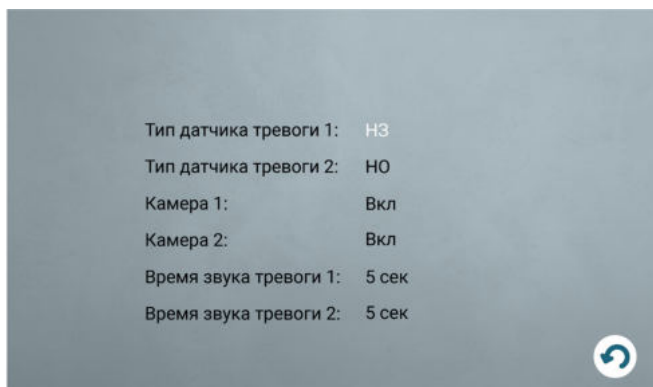 Тип датчика тревоги 1: НЗ
Тип датчика тревоги 2: НО
Камера 1: Вкл
Камера 2: Вкл
Время звука тревоги 1: 5 сек
Время звука тревоги 2: 5 сек